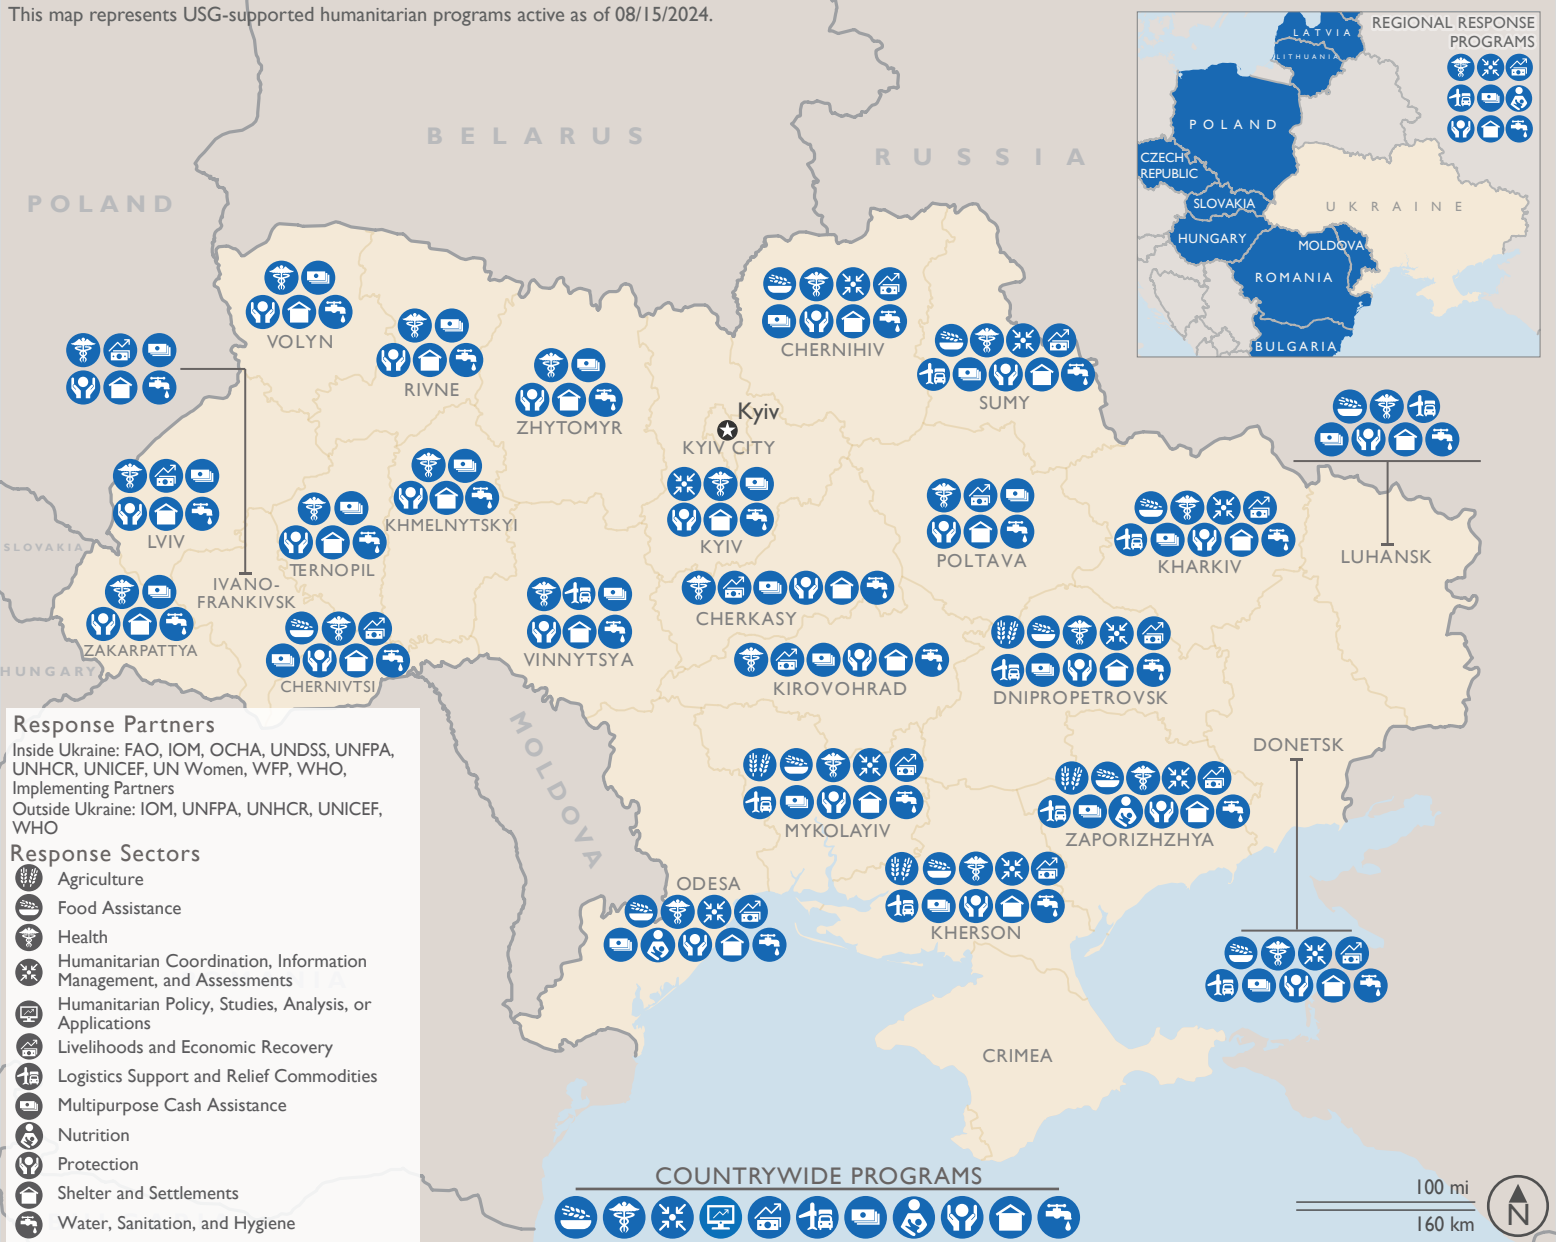 This map represents USG-supported humanitarian programs active as of 08/15/2024.
REGIONAL RESPONSE
PROGRAMS
LATVIA
LITHUANIA
POLAND
CZECH
REPUBLIC
SLOVAKIA
UKRAINE
HUNGARY
MOLDOVA
ROMANIA
BULGARIA
BELARUS
RUSSIA
POLAND
VOLYN
RIVNE
ZHYTOMYR
CHERNIHIV
SUMY
Kyiv
KYIV CITY
KYIV
LVIV
TERNOPIL
KHMELNYTSKYI
POLTAVA
KHARKIV
LUHANSK
SLOVAKIA
IVANO-
FRANKIVSK
ZAKARPATTYA
HUNGARY
CHERNIVTSI
VINNYTSYA
CHERKASY
KIROVOHRAD
DNIPROPETROVSK
DONETSK
MOLDOVA
MYKOLAYIV
ZAPORIZHZHYA
ODESA
KHERSON
CRIMEA
Response Partners
Inside Ukraine: FAO, IOM, OCHA, UNDSS, UNFPA,
UNHCR, UNICEF, UN Women, WFP, WHO,
Implementing Partners
Outside Ukraine: IOM, UNFPA, UNHCR, UNICEF,
WHO
Response Sectors
Agriculture
Food Assistance
Health
Humanitarian Coordination, Information
Management, and Assessments
Humanitarian Policy, Studies, Analysis, or
Applications
Livelihoods and Economic Recovery
Logistics Support and Relief Commodities
Multipurpose Cash Assistance
Nutrition
Protection
Shelter and Settlements
Water, Sanitation, and Hygiene
COUNTRYWIDE PROGRAMS
100 mi
160 km
N